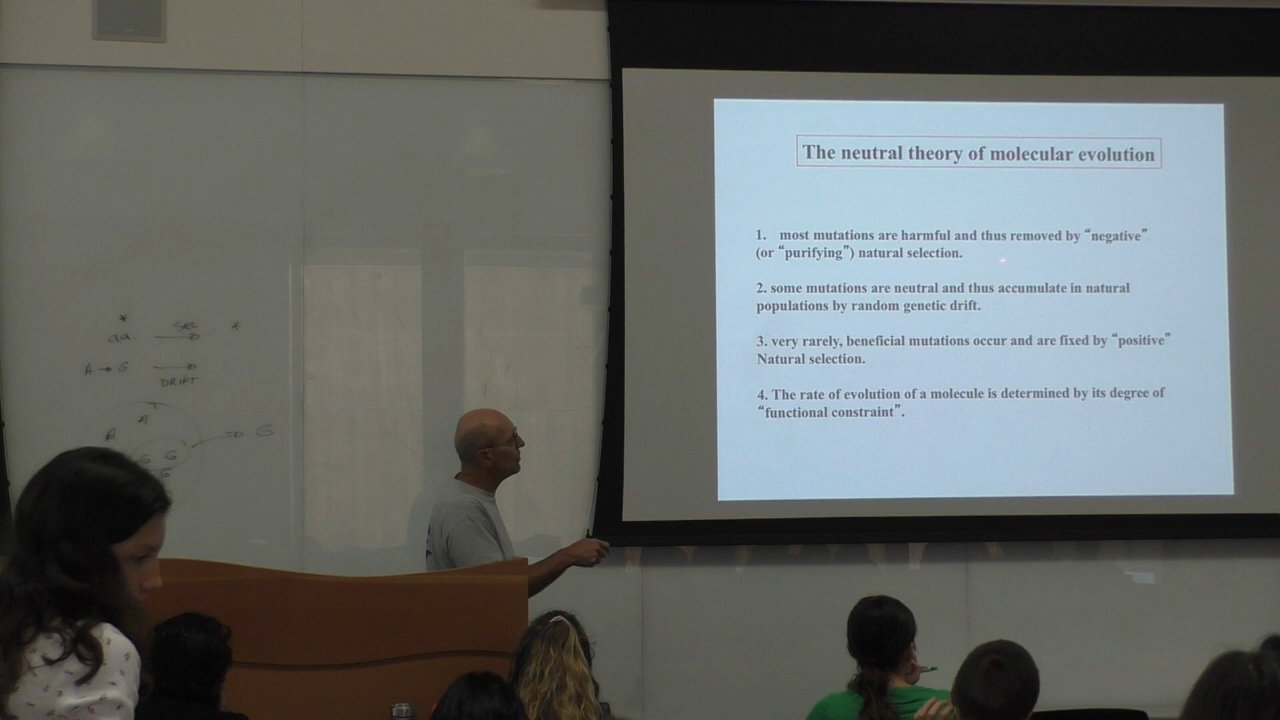 The neutral theory of molecular evolution
1. most mutations are harmful and thus removed by “negative”
(or “purifying”) natural selection.
2. some mutations are neutral and thus accumulate in natural
populations by random genetic drift.
3. very rarely, beneficial mutations occur and are fixed by “positive”
Natural selection.
4. The rate of evolution of a molecule is determined by its degree of
“functional constraint”.
* *
A → G
DRIFT
A
A
G
G
G